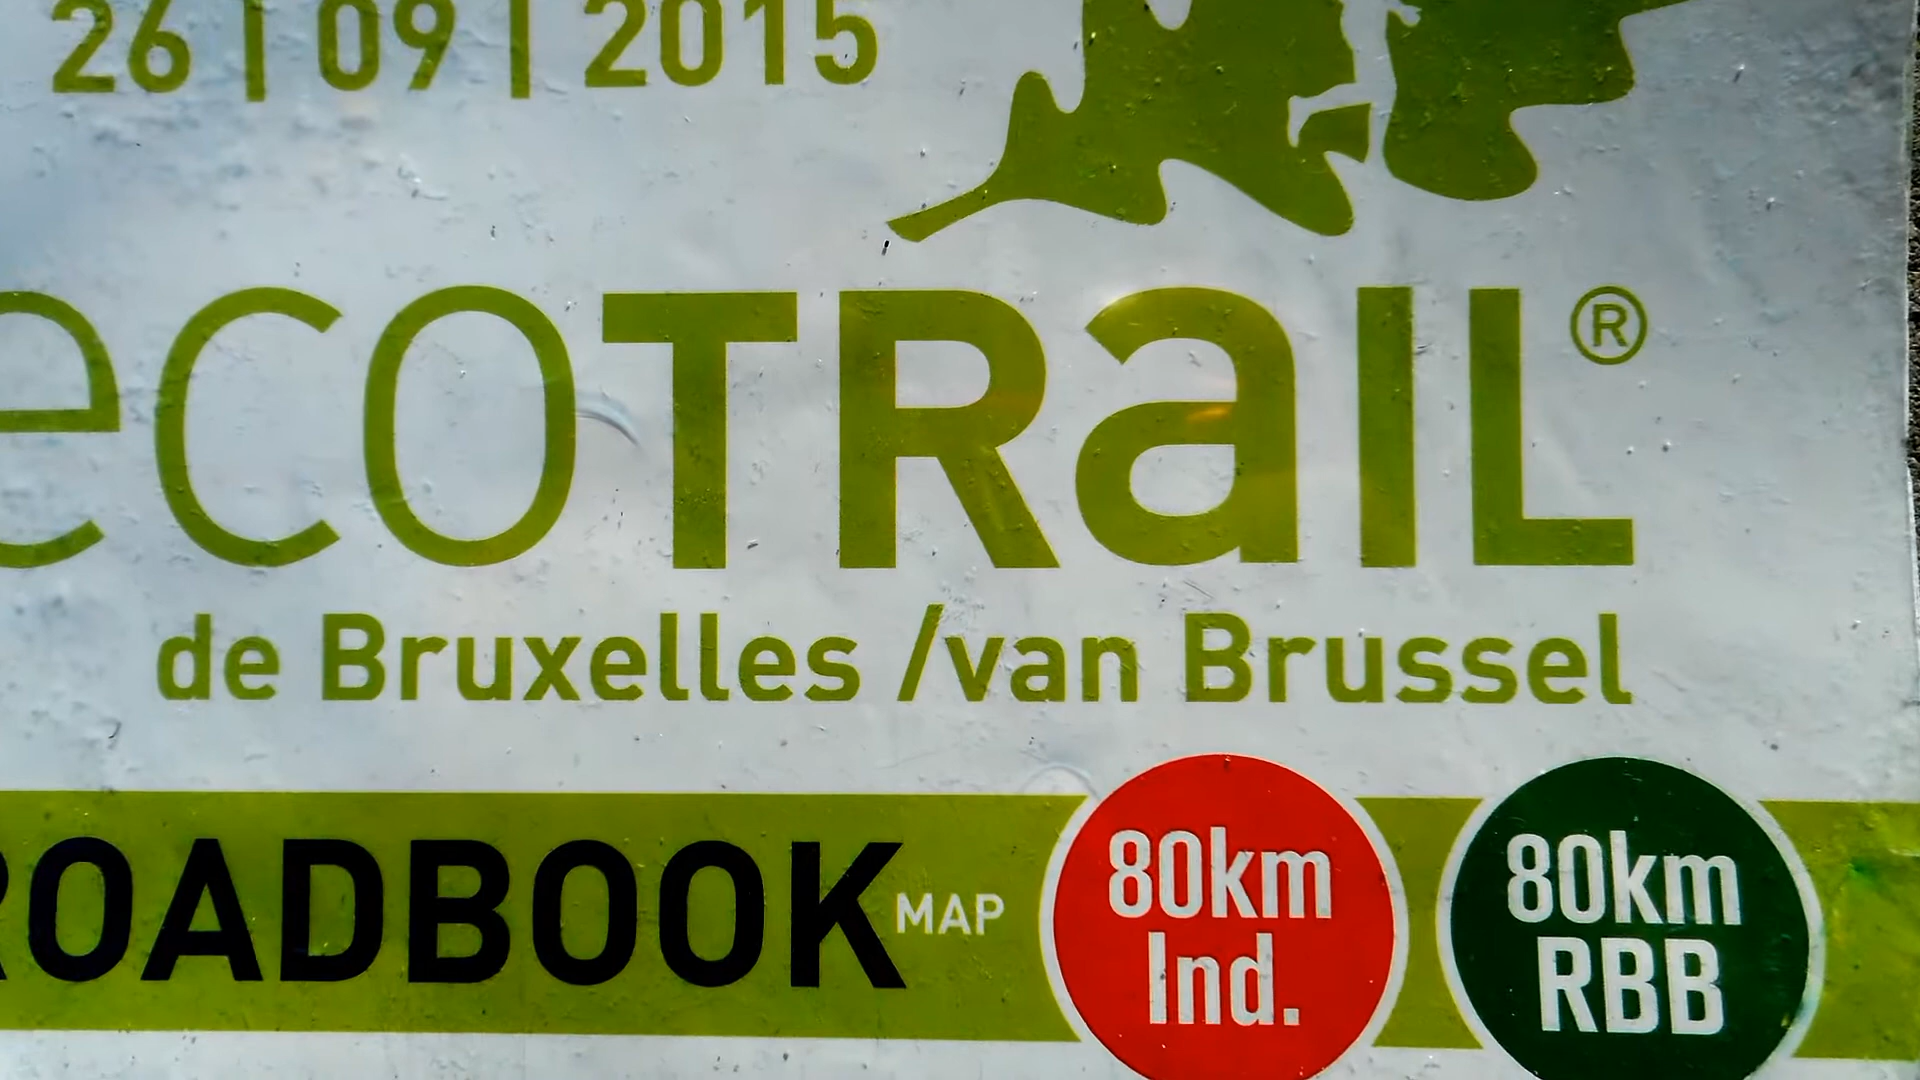 26 | 09 | 2015
ecoTRaIL®
de Bruxelles /van Brussel
ROADBOOK MAP
80km
Ind.
80km
RBB